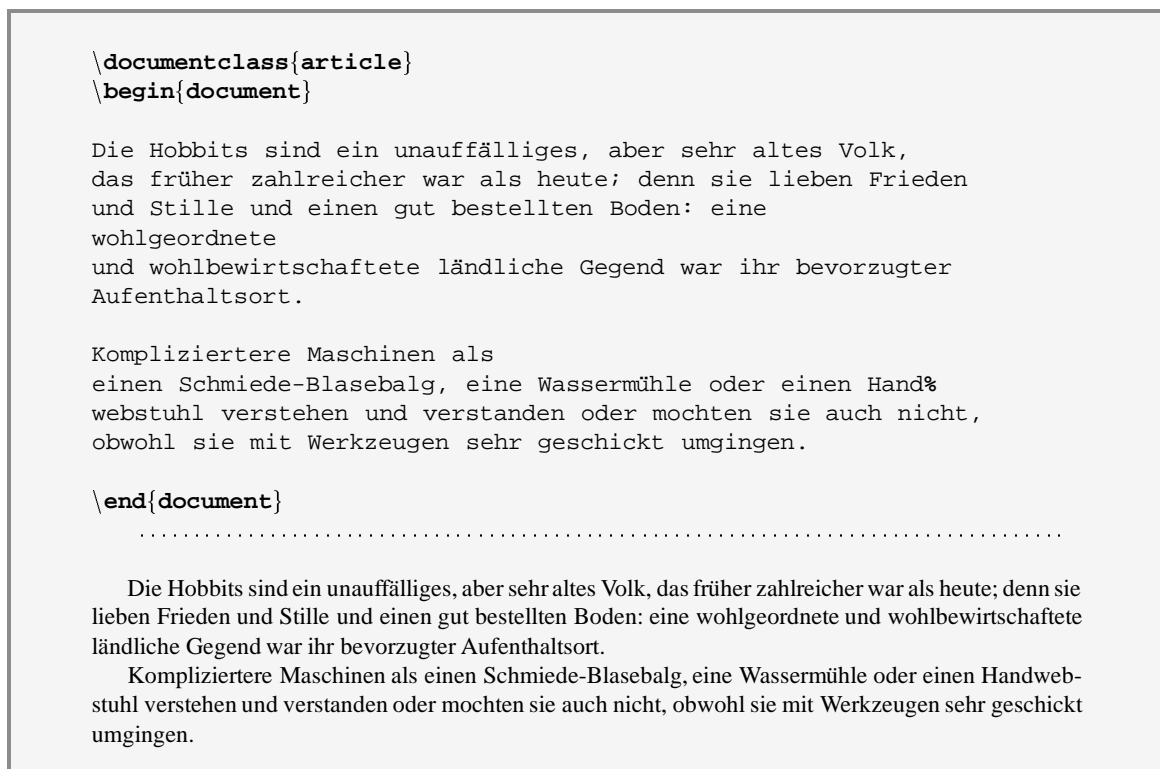 \documentclass{article}
\begin{document}
Die Hobbits sind ein unauffälliges, aber sehr altes Volk,
das früher zahlreicher war als heute; denn sie lieben Frieden
und Stille und einen gut bestellten Boden: eine
wohlgeordnete
und wohlbewirtschaftete ländliche Gegend war ihr bevorzugter
Aufenthaltsort.
Kompliziertere Maschinen als
einen Schmiede-Blasebalg, eine Wassermühle oder einen Hand%
webstuhl verstehen und verstanden oder mochten sie auch nicht,
obwohl sie mit Werkzeugen sehr geschickt umgingen.
\end{document}
Die Hobbits sind ein unauffälliges, aber sehr altes Volk, das früher zahlreicher war als heute; denn sie
lieben Frieden und Stille und einen gut bestellten Boden: eine wohlgeordnete und wohlbewirtschaftete
ländliche Gegend war ihr bevorzugter Aufenthaltsort.
Kompliziertere Maschinen als einen Schmiede-Blasebalg, eine Wassermühle oder einen Handweb-
stuhl verstehen und verstanden oder mochten sie auch nicht, obwohl sie mit Werkzeugen sehr geschickt
umgingen.